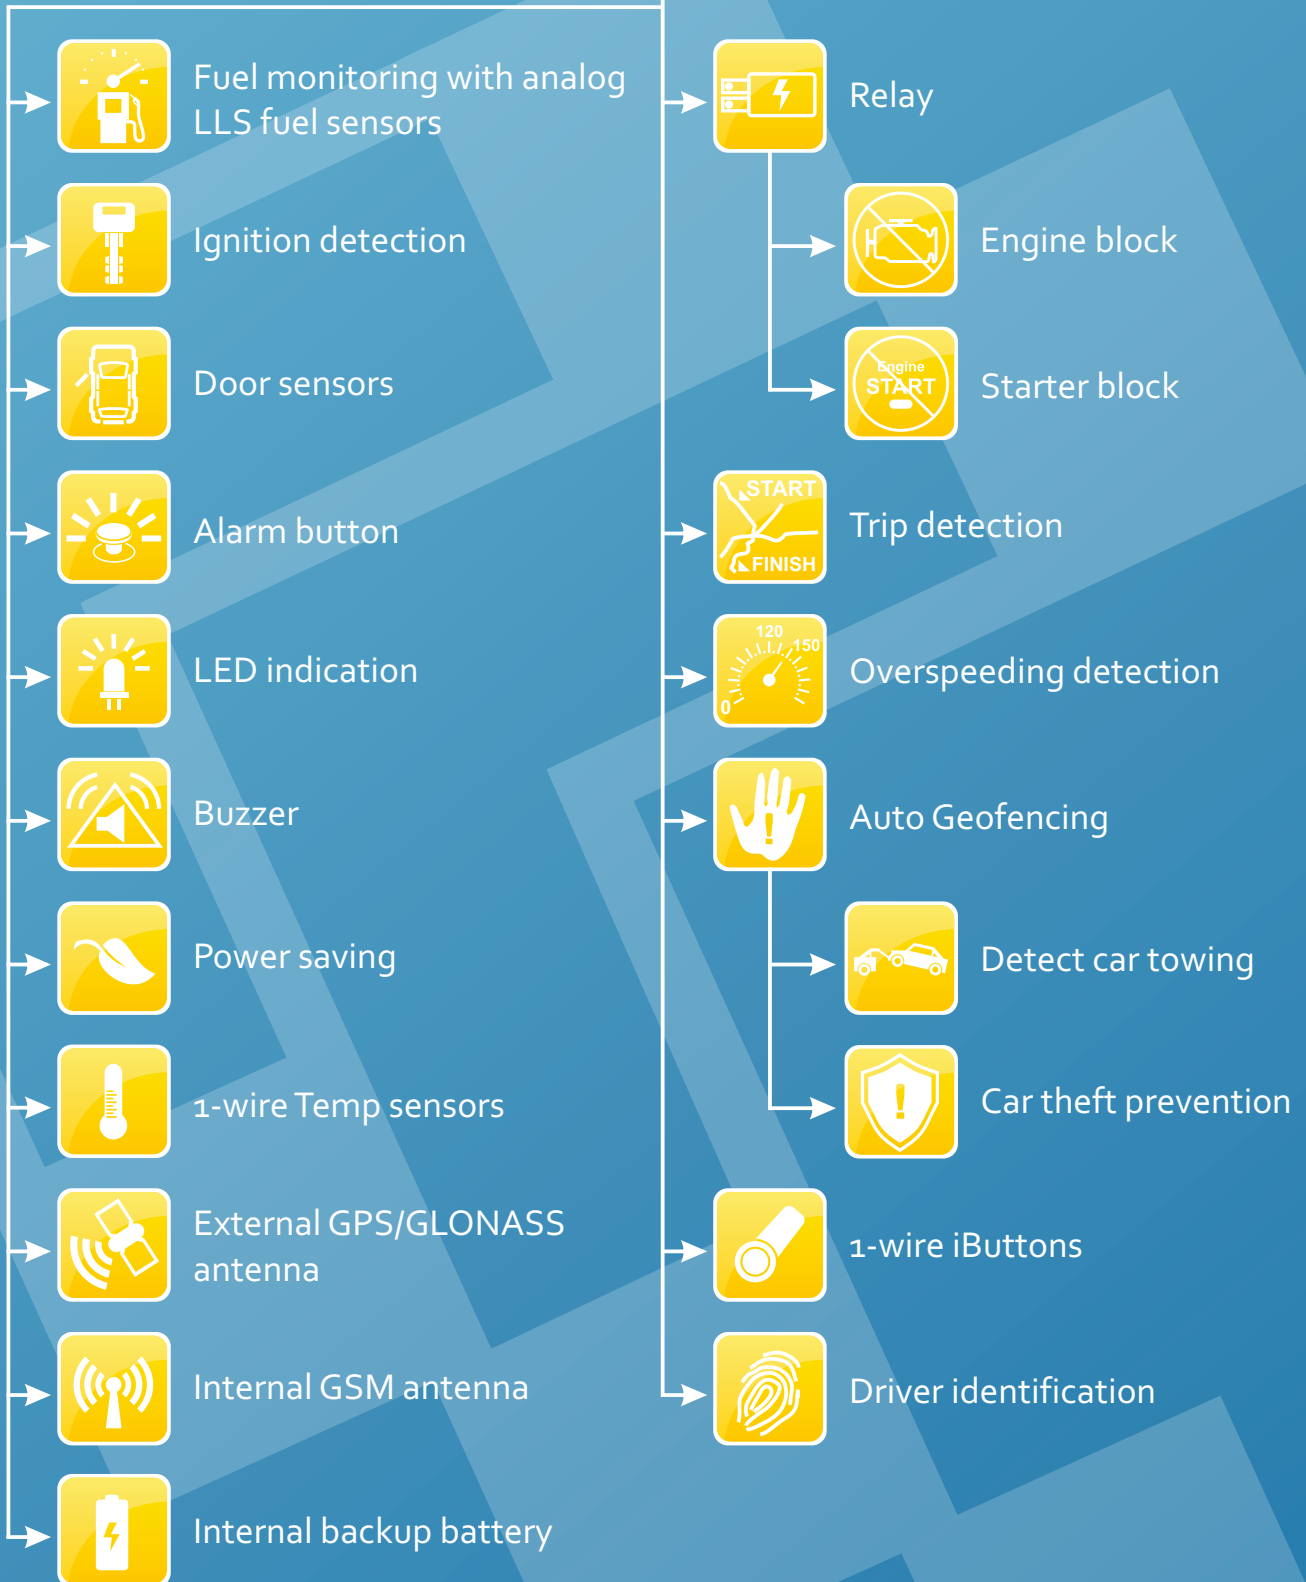 Fuel monitoring with analog
LLS fuel sensors
Ignition detection
Door sensors
Alarm button
LED indication
Buzzer
Power saving
1-wire Temp sensors
External GPS/GLONASS
antenna
Internal GSM antenna
Internal backup battery
Relay
Engine block
Engine
START
Starter block
START
FINISH
Trip detection
120
150
0
Overspeeding detection
!
Auto Geofencing
Detect car towing
!
Car theft prevention
1-wire iButtons
Driver identification